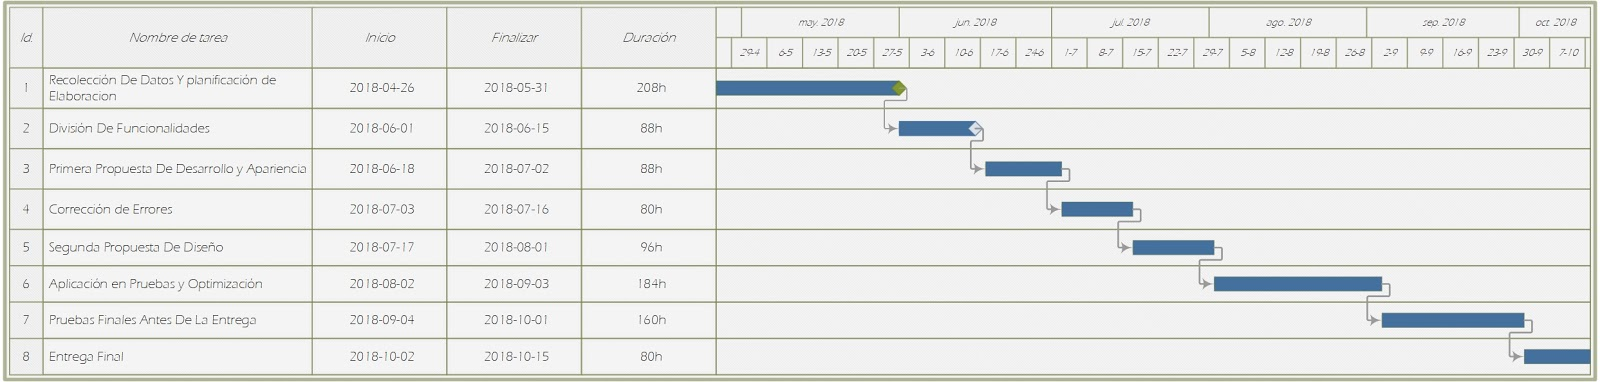 Id.	Nombre de tarea	Inicio	Finalizar	Duración	may. 2018	jun. 2018	jul. 2018	ago. 2018	sep. 2018	oct. 2018
29-4	6-5	13-5	20-5	27-5	3-6	10-6	17-6	24-6	1-7	8-7	15-7	22-7	29-7	5-8	12-8	19-8	26-8	2-9	9-9	16-9	23-9	30-9	7-10
1	Recolección De Datos Y planificación de
Elaboracion	2018-04-26	2018-05-31	208h
2	División De Funcionalidades	2018-06-01	2018-06-15	88h
3	Primera Propuesta De Desarrollo y Apariencia	2018-06-18	2018-07-02	88h
4	Corrección de Errores	2018-07-03	2018-07-16	80h
5	Segunda Propuesta De Diseño	2018-07-17	2018-08-01	96h
6	Aplicación en Pruebas y Optimización	2018-08-02	2018-09-03	184h
7	Pruebas Finales Antes De La Entrega	2018-09-04	2018-10-01	160h
8	Entrega Final	2018-10-02	2018-10-15	80h